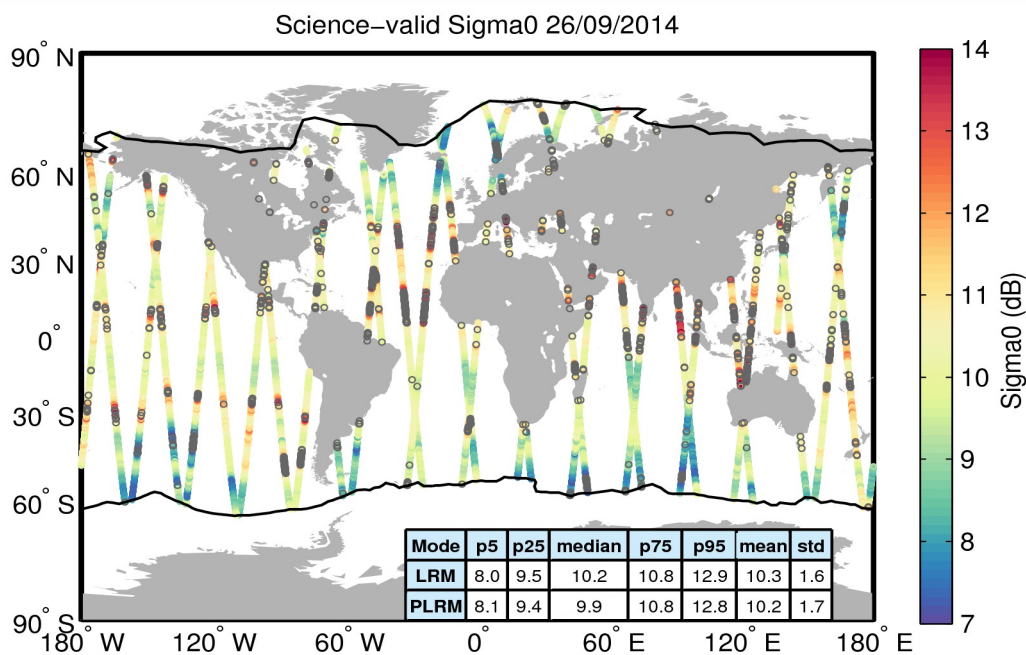 Science−valid Sigma0 26/09/2014
90° N
60° N
30° N
0°
30° S
60° S
90° S
180° W
120° W
60° W
0°
60° E
120° E
180° E
14
13
12
11
10
9
8
7
Sigma0 (dB)
Mode p5 p25 median p75 p95 mean std
LRM 8.0 9.5 10.2 10.8 12.9 10.3 1.6
PLRM 8.1 9.4 9.9 10.8 12.8 10.2 1.7